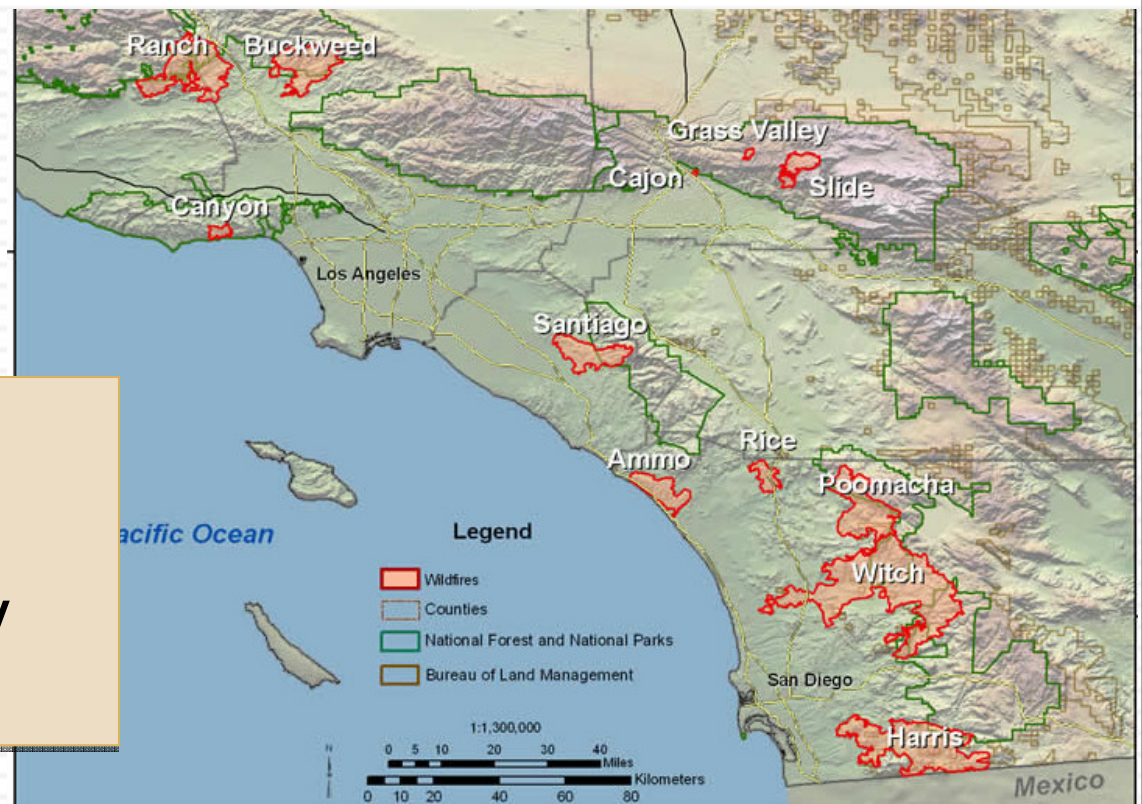 Ranch
Buckweed
Grass Valley
Cajon
Slide
Canyon
Los Angeles
Santiago
Rice
Ammo
Poomacha
acific Ocean
Legend
Witch
Wildfires
Counties
y
National Forest and National Parks
Bureau of Land Management
San Diego
1:1,300,000
Harris
N
0 5 10 20 30 40
Miles
Kilometers
0 10 20 40 60 80
Mexico